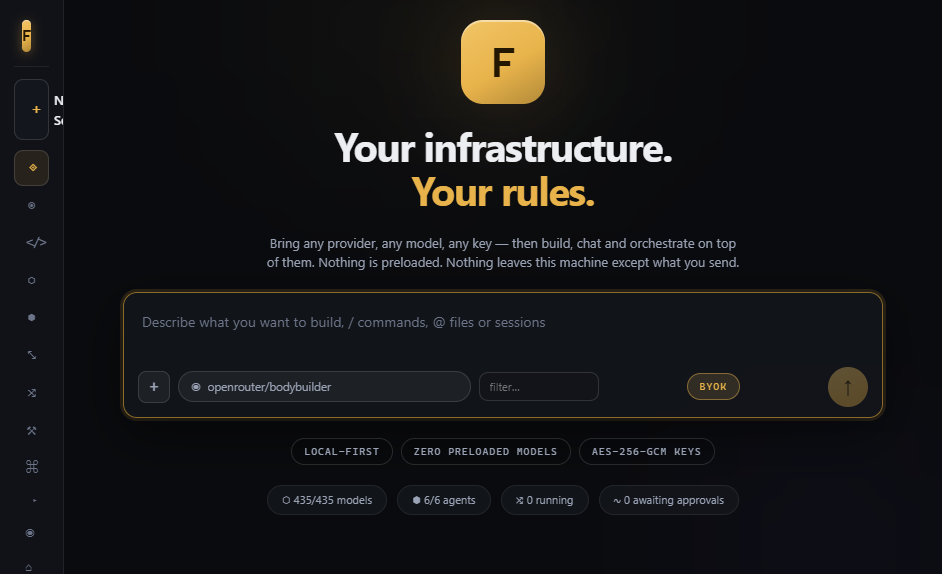 F
F
+
N
Se
</>
Your infrastructure.
Your rules.
Bring any provider, any model, any key — then build, chat and orchestrate on top
of them. Nothing is preloaded. Nothing leaves this machine except what you send.
Describe what you want to build, / commands, @ files or sessions
+
openrouter/bodybuilder
filter...
BYOK
↑
LOCAL-FIRST
ZERO PRELOADED MODELS
AES-256-GCM KEYS
435/435 models
6/6 agents
0 running
0 awaiting approvals